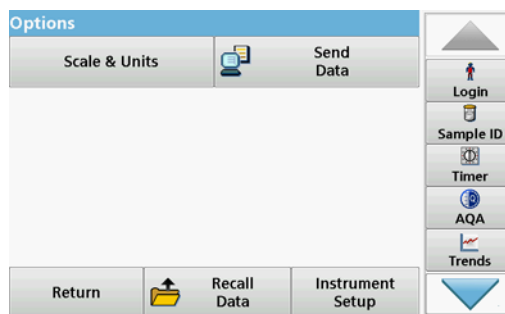 Options
Scale & Units
Send
Data
Login
Sample ID
Timer
AQA
Trends
Return
Recall
Data
Instrument
Setup